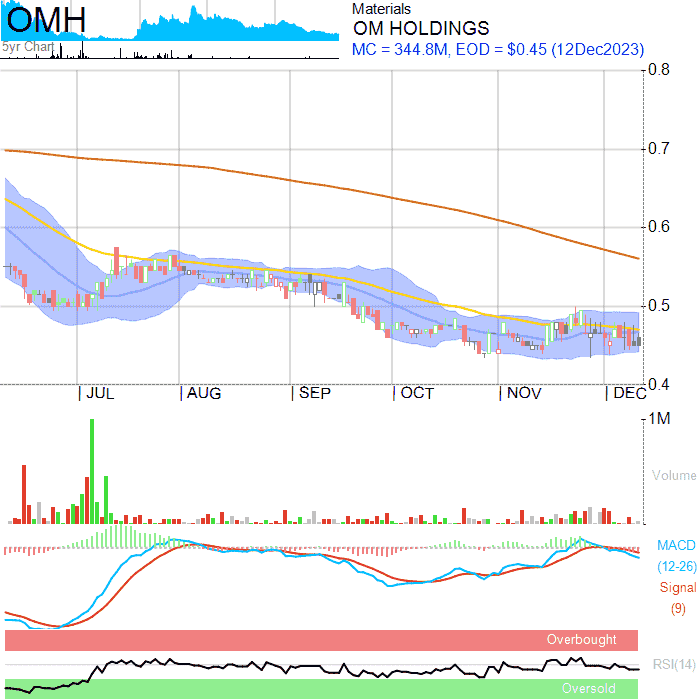 OMH
5yr Chart
Materials
OM HOLDINGS
MC = 344.8M, EOD = $0.45 (12Dec2023)
0.8
0.7
0.6
0.5
0.4
JUL AUG SEP OCT NOV DEC
1M
Volume
MACD
(12-26)
Signal
(9)
Overbought
RSI(14)
Oversold